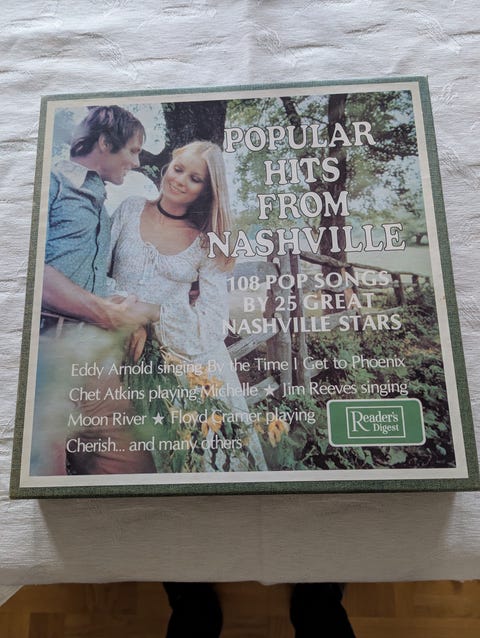 POPULAR
HITS
FROM
NASHVILLE
108 POP SONGS
BY 25 GREAT
NASHVILLE STARS
Eddy Arnold singing By the Time I Get to Phoenix
Chet Atkins playing Michelle ★ Jim Reeves singing
Moon River ★ Floyd Cramer playing
Cherish... and many others
Reader's
Digest